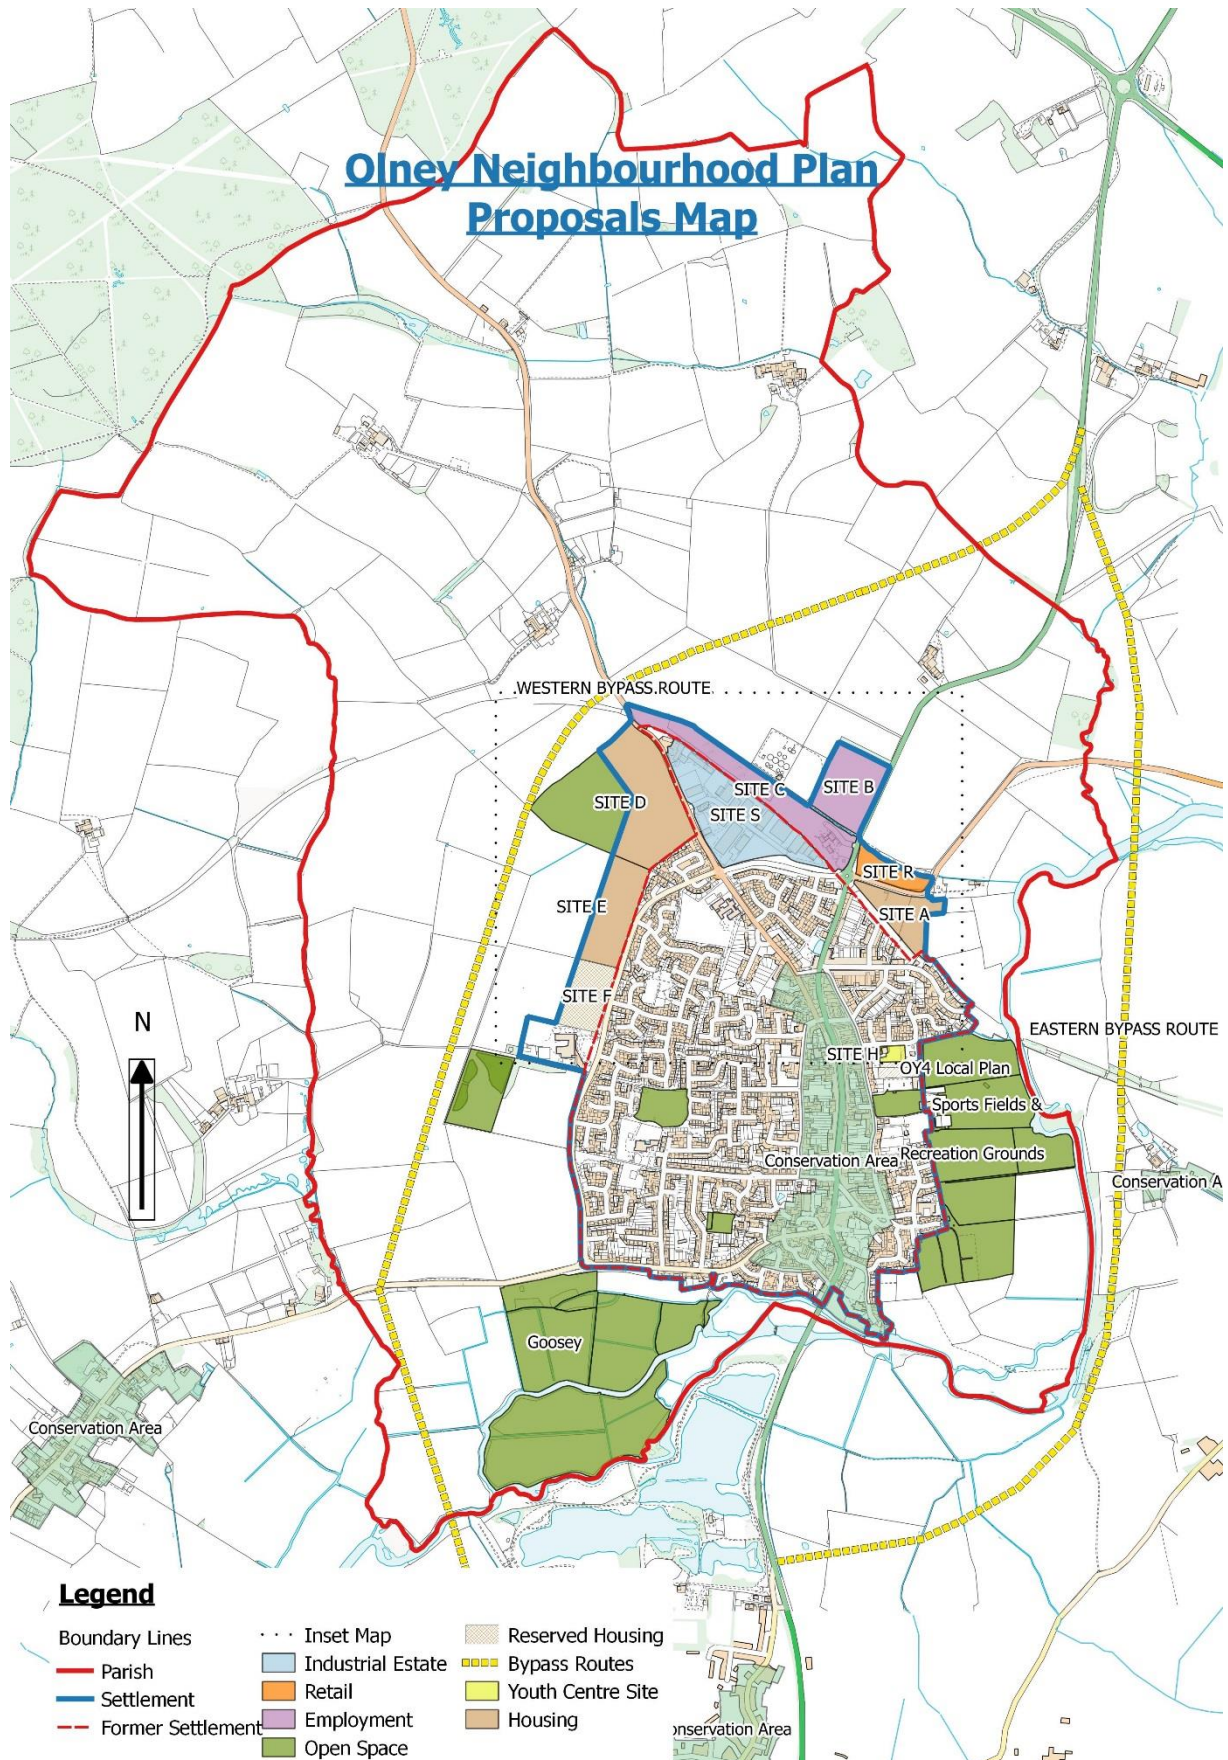 Olney Neighbourhood Plan
Proposals Map
WESTERN BYPASS ROUTE
SITE C
SITE B
SITE D
SITE S
SITE R
SITE E
SITE A
SITE F
N
EASTERN BYPASS ROUTE
SITE H
OY4 Local Plan
Sports Fields &
Recreation Grounds
Conservation Area
Conservation A
Goosey
Conservation Area
Legend
Boundary Lines
Parish
Settlement
Former Settlement
Inset Map
Industrial Estate
Retail
Employment
Open Space
Reserved Housing
Bypass Routes
Youth Centre Site
Housing
onservation Area